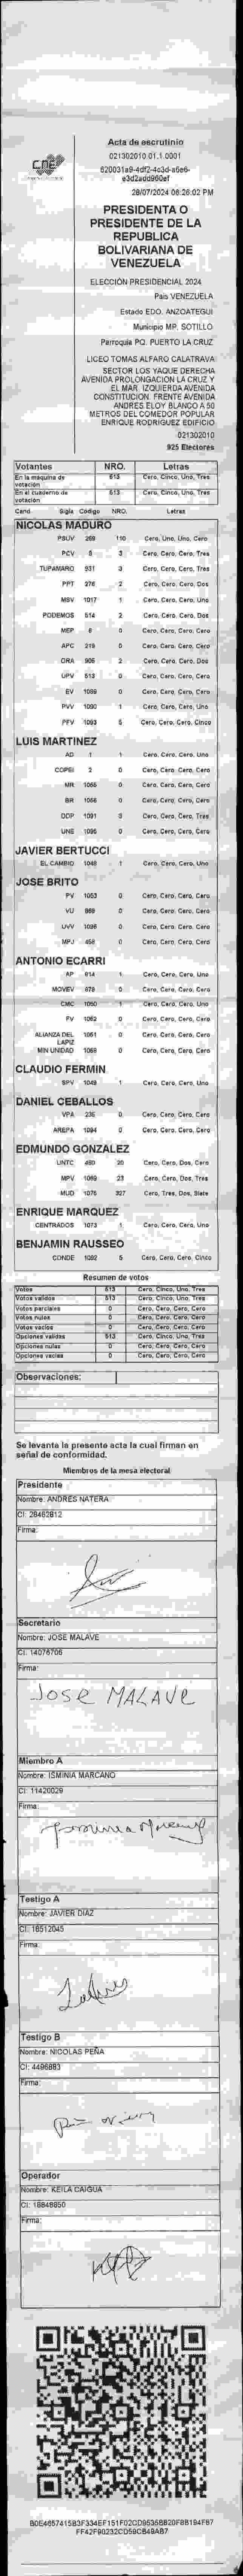 Acta de escrutinio
021302010.01.1.0001
28/07/2024 06:26:02 PM
CNE
PRESIDENTA O
PRESIDENTE DE LA
REPUBLICA
BOLIVARIANA DE
VENEZUELA
ELECCIÓN PRESIDENCIAL 2024
País VENEZUELA
Estado EDO. ANZOATEGUI
Municipio MP. SOTILLO
Parroquia PQ. PUERTO LA CRUZ
LICEO TOMAS ALFARO CALATRAVA
SECTOR LOS YAQUE DERECHA
AVENIDA PROLONGACION LA CRUZ Y
EL MAR. IZQUIERDA AVENIDA
CONSTITUCION. FRENTE AVENIDA
ANDRES ELOY BLANCO A 50
METROS DEL COMEDOR POPULAR
ENRIQUE RODRIGUEZ EDIFICIO
021302010
925 Electores
Votantes NRO. Letras
En la máquina de votación 513 Cero, Cinco, Uno, Tres
En el cuaderno de votación 513 Cero, Cinco, Uno, Tres
Cand Sigla Código NRO. Letras
NICOLAS MADURO
PSUV 269 110 Cero, Uno, Uno, Cero
PCV 5 3 Cero, Cero, Cero, Tres
TUPAMARO 931 3 Cero, Cero, Cero, Tres
PPT 276 2 Cero, Cero, Cero, Dos
MSV 1017 1 Cero, Cero, Cero, Uno
PODEMOS 514 2 Cero, Cero, Cero, Dos
MEP 6 0 Cero, Cero, Cero, Cero
APC 219 0 Cero, Cero, Cero, Cero
ORA 905 2 Cero, Cero, Cero, Dos
UPV 513 0 Cero, Cero, Cero, Cero
EV 1089 0 Cero, Cero, Cero, Cero
PVV 1090 1 Cero, Cero, Cero, Uno
PFV 1093 5 Cero, Cero, Cero, Cinco
LUIS MARTINEZ
AD 1 1 Cero, Cero, Cero, Uno
COPEI 2 0 Cero, Cero, Cero, Cero
MR 1065 0 Cero, Cero, Cero, Cero
BR 1056 0 Cero, Cero, Cero, Cero
DDP 1091 3 Cero, Cero, Cero, Tres
UNE 1095 0 Cero, Cero, Cero, Cero
JAVIER BERTUCCI
EL CAMBIO 1048 1 Cero, Cero, Cero, Uno
JOSE BRITO
PV 1053 0 Cero, Cero, Cero, Cero
VU 969 0 Cero, Cero, Cero, Cero
UVV 1098 0 Cero, Cero, Cero, Cero
MPJ 458 0 Cero, Cero, Cero, Cero
ANTONIO ECARRI
AP 614 1 Cero, Cero, Cero, Uno
MOVEV 879 0 Cero, Cero, Cero, Cero
CMC 1050 1 Cero, Cero, Cero, Uno
FV 1062 0 Cero, Cero, Cero, Cero
ALIANZA DEL LAPIZ 1061 0 Cero, Cero, Cero, Cero
MIN UNIDAD 1069 0 Cero, Cero, Cero, Cero
CLAUDIO FERMIN
SPV 1049 1 Cero, Cero, Cero, Uno
DANIEL CEBALLOS
VPA 236 0 Cero, Cero, Cero, Cero
AREPA 1094 0 Cero, Cero, Cero, Cero
EDMUNDO GONZALEZ
UNTC 480 20 Cero, Cero, Dos, Cero
MPV 1069 23 Cero, Cero, Dos, Tres
MUD 1076 327 Cero, Tres, Dos, Siete
ENRIQUE MARQUEZ
CENTRADOS 1073 1 Cero, Cero, Cero, Uno
BENJAMIN RAUSSEO
CONDE 1092 5 Cero, Cero, Cero, Cinco
Resumen de votos
Votos 513 Cero, Cinco, Uno, Tres
Votos válidos 513 Cero, Cinco, Uno, Tres
Votos parciales 0 Cero, Cero, Cero, Cero
Votos nulos 0 Cero, Cero, Cero, Cero
Votos vacíos 0 Cero, Cero, Cero, Cero
Opciones válidas 513 Cero, Cinco, Uno, Tres
Opciones nulas 0 Cero, Cero, Cero, Cero
Opciones vacías 0 Cero, Cero, Cero, Cero
Observaciones:
Se levanta la presente acta la cual firman en
señal de conformidad.
Miembros de la mesa electoral
Presidente
Nombre: ANDRES NATERA
CI: 28462812
Firma:
Secretario
Nombre: JOSE MALAVE
CI: 14076706
Firma:
JOSE MALAVE
Miembro A
Nombre: ISMINIA MARCANO
CI: 11420029
Firma:
Testigo A
Nombre: JAVIER DIAZ
CI: 16512045
Firma:
Testigo B
Nombre: NICOLAS PEÑA
CI: 4496883
Firma:
Operador
Nombre: KEILA CAIGUA
CI: 18848850
Firma: